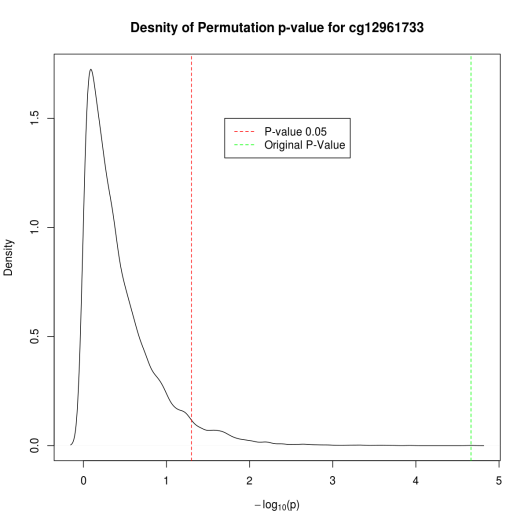 Desnity of Permutation p-value for cg12961733
1.5
1.0
0.5
0.0
Density
P-value 0.05
Original P-Value
0 1 2 3 4 5
−log₁₀(p)